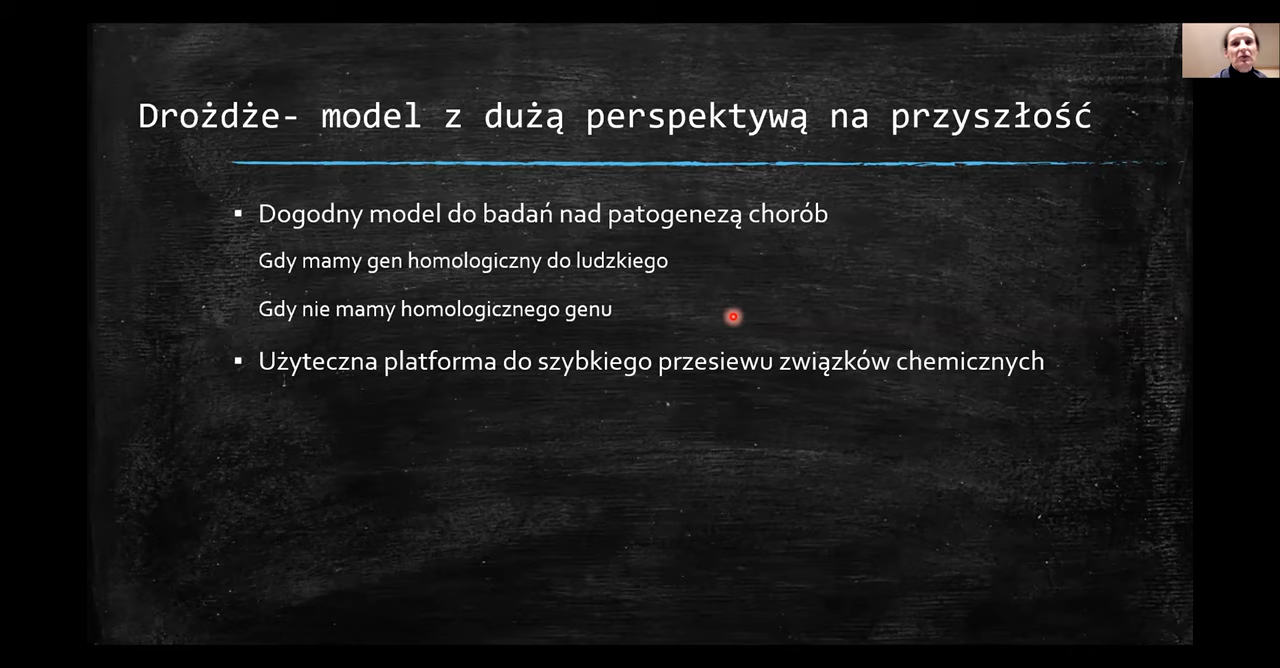 Drożdże- model z dużą perspektywą na przyszłość
▪ Dogodny model do badań nad patogenezą chorób
Gdy mamy gen homologiczny do ludzkiego
Gdy nie mamy homologicznego genu
▪ Użyteczna platforma do szybkiego przesiewu związków chemicznych